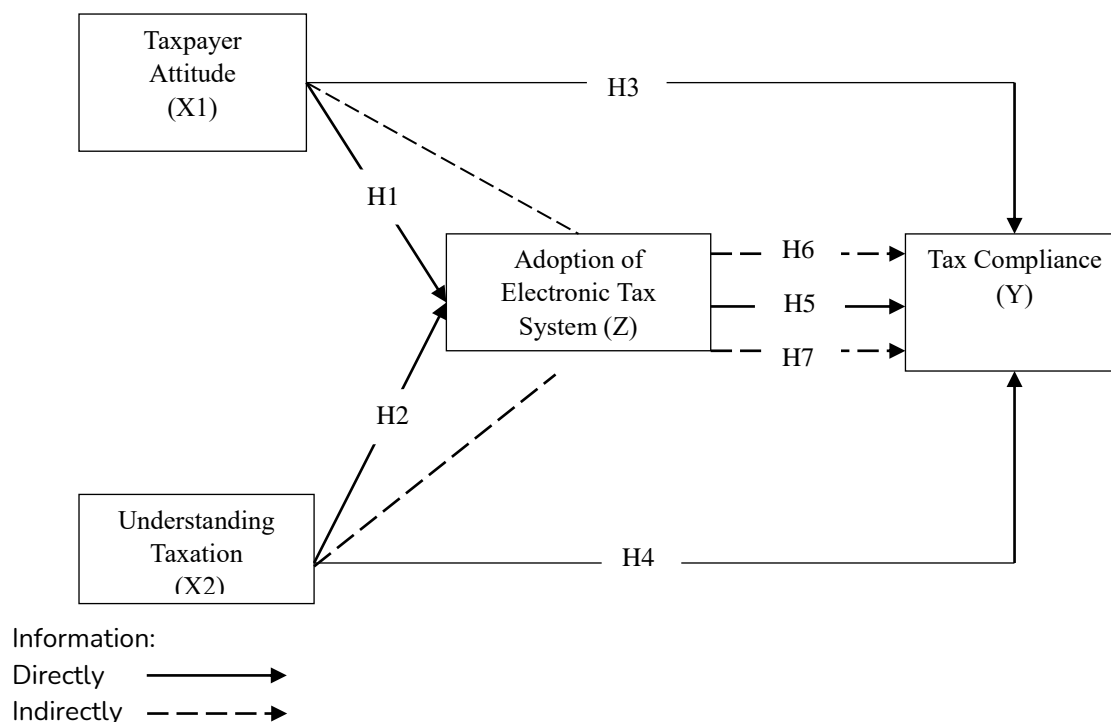 Taxpayer
Attitude
(X1)
H3
H1
Adoption of
Electronic Tax
System (Z)
H6
H5
H7
Tax Compliance
(Y)
H2
Understanding
Taxation
(X2)
H4
Information:
Directly
Indirectly